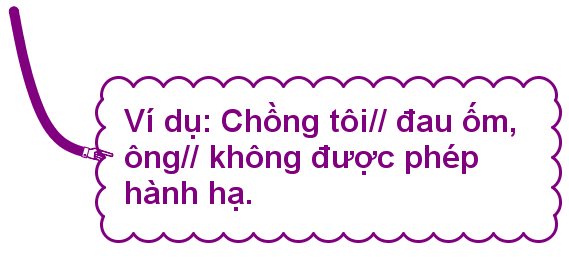 Ví dụ: Chồng tôi// đau ốm,
ông// không được phép
hành hạ.